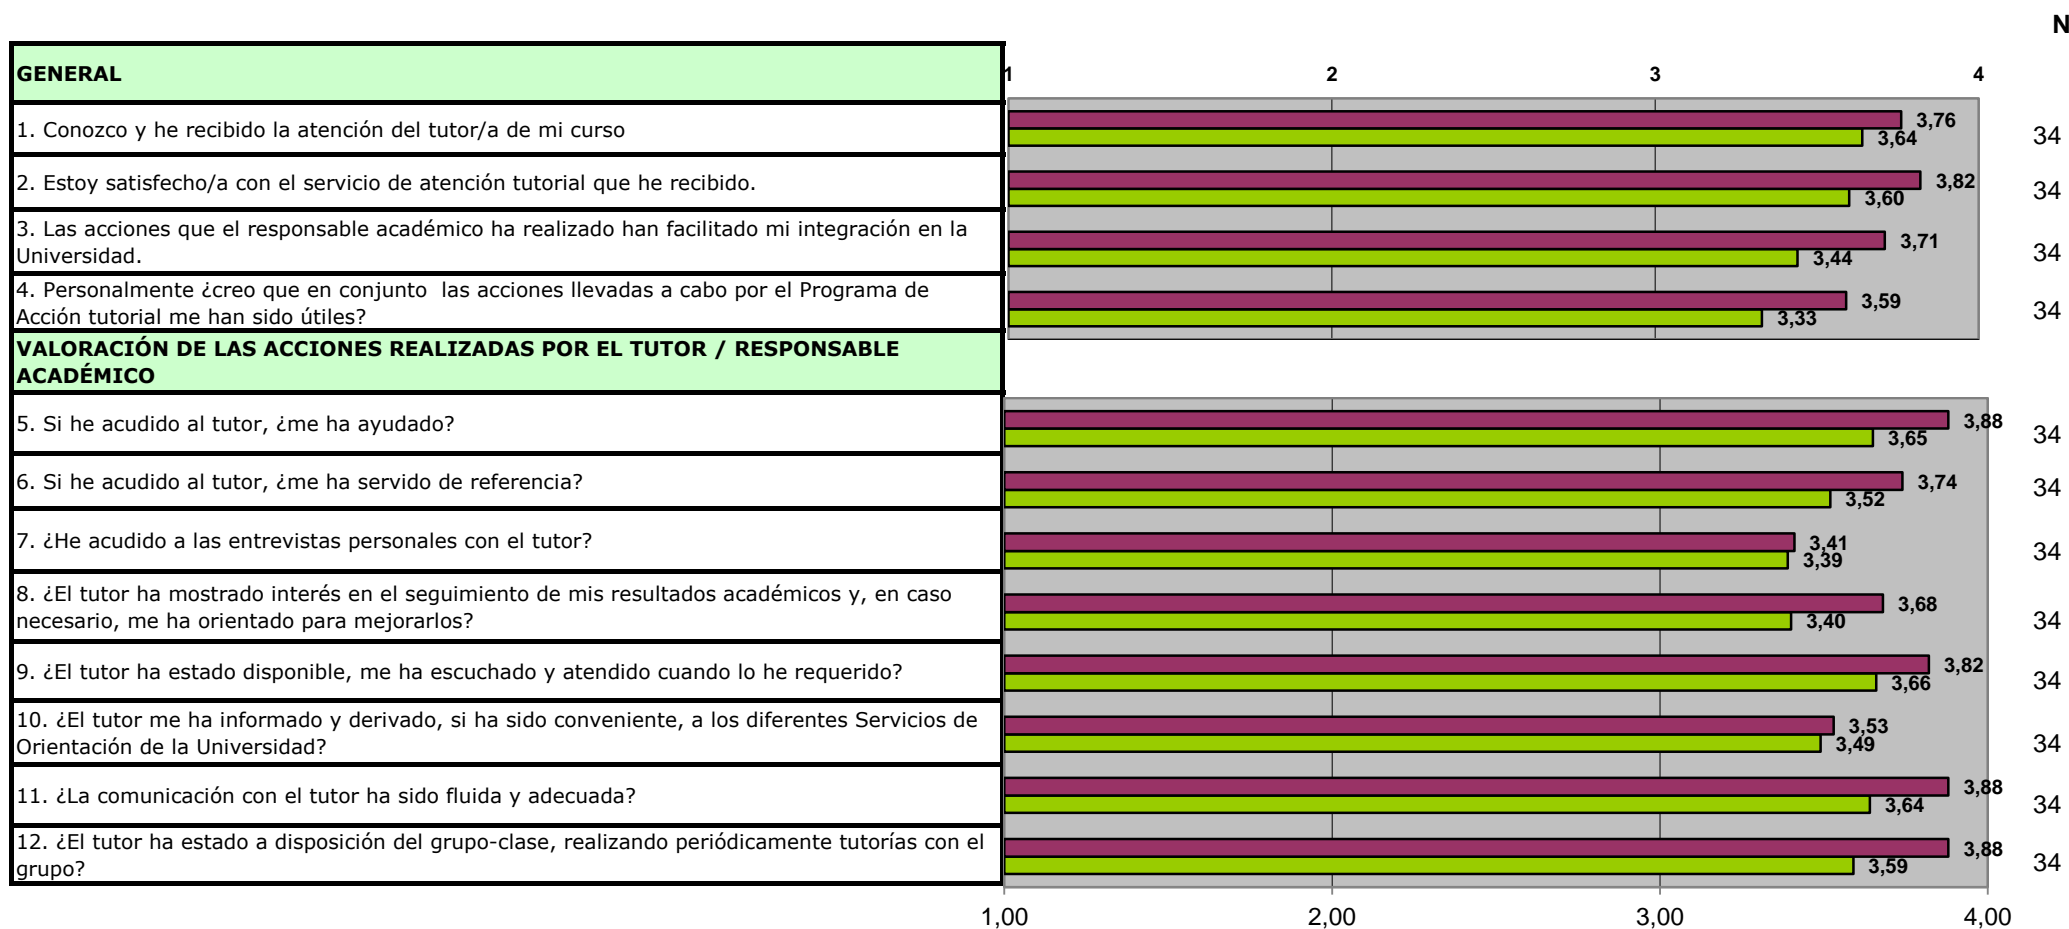 N
GENERAL 1 2 3 4
1. Conozco y he recibido la atención del tutor/a de mi curso 3,76 3,64 34
2. Estoy satisfecho/a con el servicio de atención tutorial que he recibido. 3,82 3,60 34
3. Las acciones que el responsable académico ha realizado han facilitado mi integración en la
Universidad. 3,71 3,44 34
4. Personalmente ¿creo que en conjunto las acciones llevadas a cabo por el Programa de
Acción tutorial me han sido útiles? 3,59 3,33 34
VALORACIÓN DE LAS ACCIONES REALIZADAS POR EL TUTOR / RESPONSABLE
ACADÉMICO
5. Si he acudido al tutor, ¿me ha ayudado? 3,88 3,65 34
6. Si he acudido al tutor, ¿me ha servido de referencia? 3,74 3,52 34
7. ¿He acudido a las entrevistas personales con el tutor? 3,41 3,39 34
8. ¿El tutor ha mostrado interés en el seguimiento de mis resultados académicos y, en caso
necesario, me ha orientado para mejorarlos? 3,68 3,40 34
9. ¿El tutor ha estado disponible, me ha escuchado y atendido cuando lo he requerido? 3,82 3,66 34
10. ¿El tutor me ha informado y derivado, si ha sido conveniente, a los diferentes Servicios de
Orientación de la Universidad? 3,53 3,49 34
11. ¿La comunicación con el tutor ha sido fluida y adecuada? 3,88 3,64 34
12. ¿El tutor ha estado a disposición del grupo-clase, realizando periódicamente tutorías con el
grupo? 3,88 3,59 34
1,00 2,00 3,00 4,00